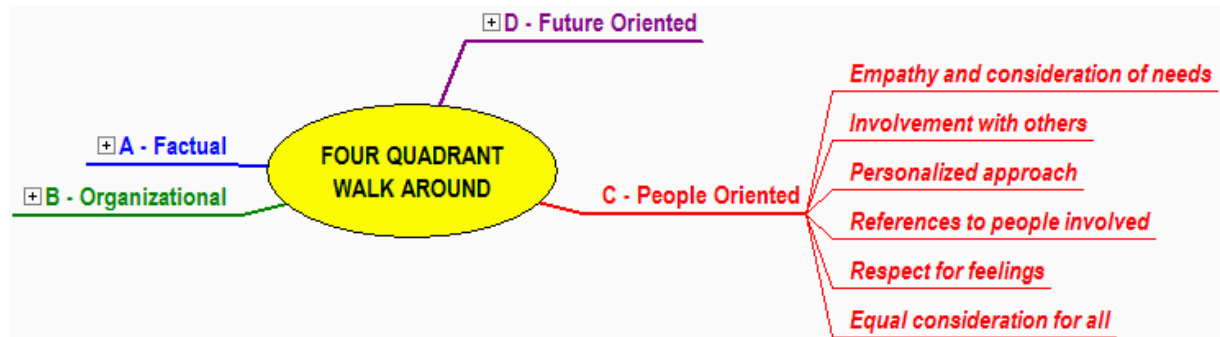 D - Future Oriented
A - Factual
B - Organizational
FOUR QUADRANT
WALK AROUND
C - People Oriented
Empathy and consideration of needs
Involvement with others
Personalized approach
References to people involved
Respect for feelings
Equal consideration for all